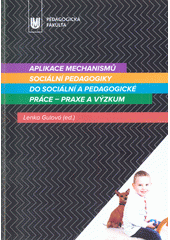 PEDAGOGICKÁ
FAKULTA
APLIKACE MECHANISMŮ
SOCIÁLNÍ PEDAGOGIKY
DO SOCIÁLNÍ A PEDAGOGICKÉ
PRÁCE – PRAXE A VÝZKUM
Lenka Gulová (ed.)